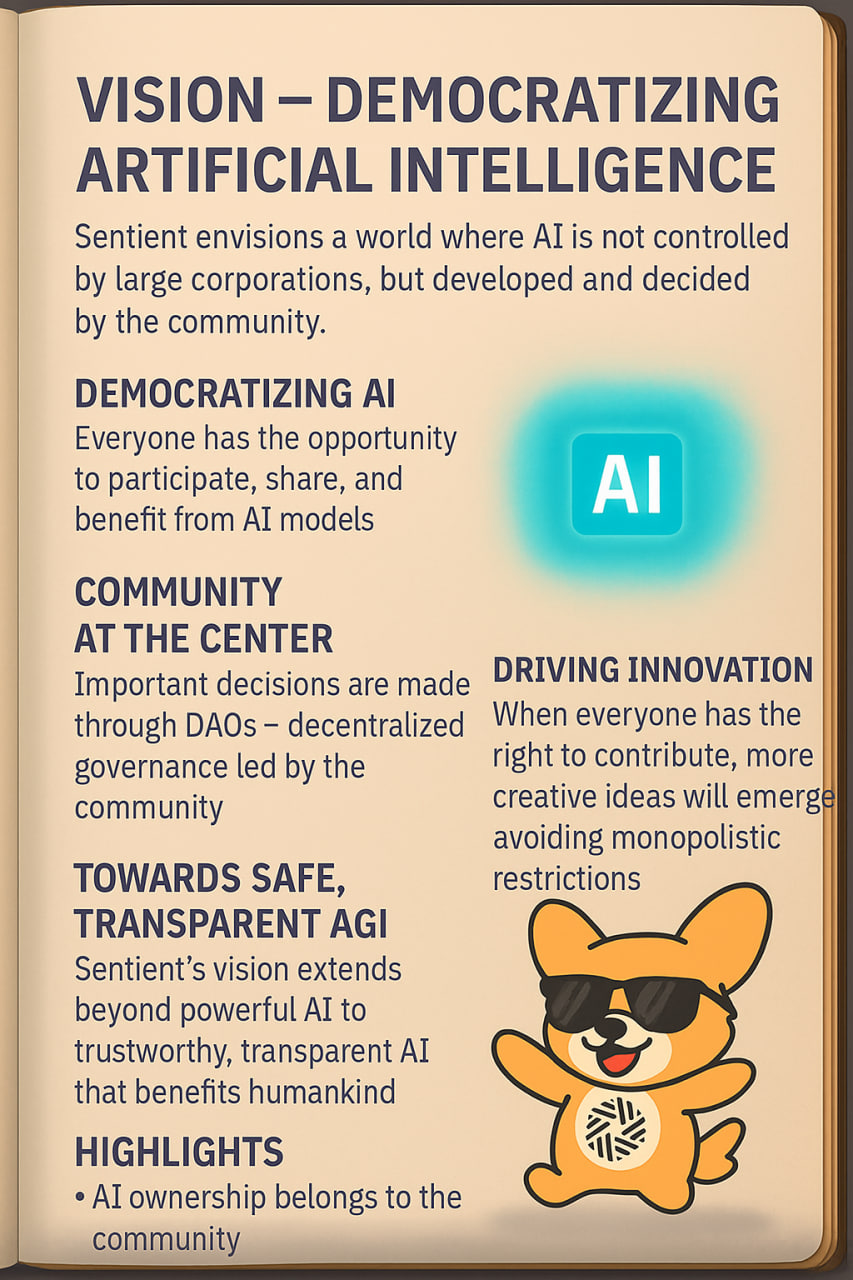 VISION – DEMOCRATIZING
ARTIFICIAL INTELLIGENCE
Sentient envisions a world where AI is not controlled
by large corporations, but developed and decided
by the community.
DEMOCRATIZING AI
Everyone has the opportunity
to participate, share, and
benefit from AI models
AI
COMMUNITY
AT THE CENTER
Important decisions are made
through DAOs – decentralized
governance led by the
community
DRIVING INNOVATION
When everyone has the
right to contribute, more
creative ideas will emerge
avoiding monopolistic
restrictions
TOWARDS SAFE,
TRANSPARENT AGI
Sentient’s vision extends
beyond powerful AI to
trustworthy, transparent AI
that benefits humankind
HIGHLIGHTS
• AI ownership belongs to the
community